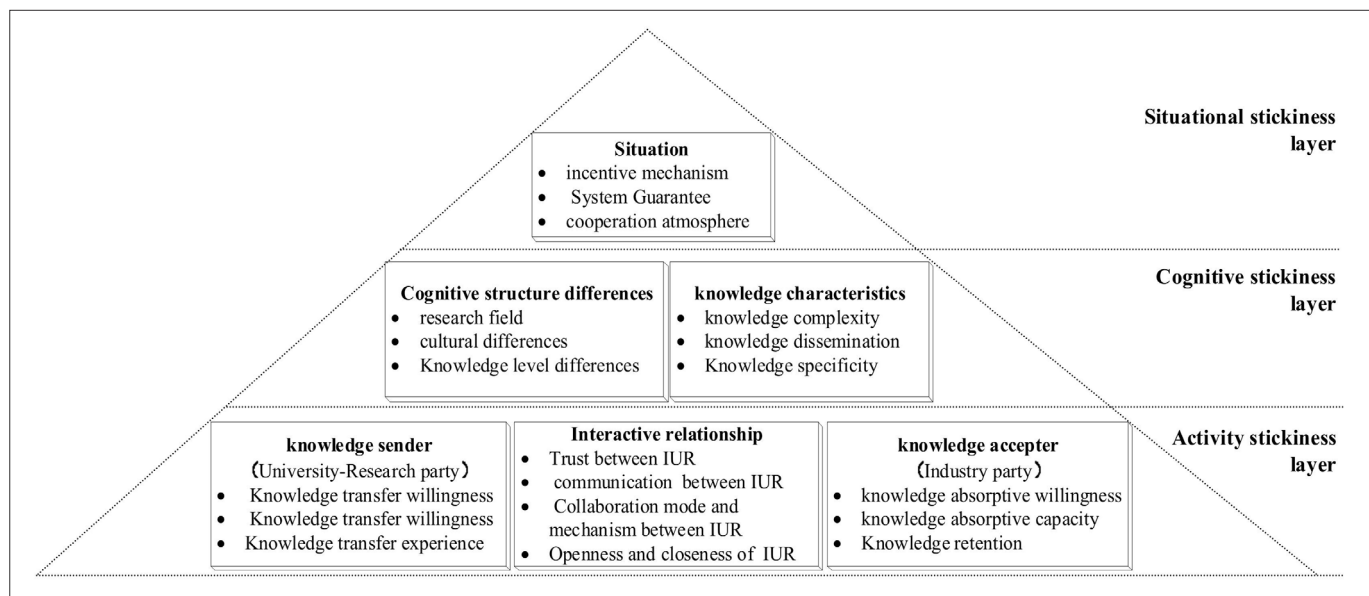 Situational stickiness
layer
Situation
• incentive mechanism
• System Guarantee
• cooperation atmosphere
Cognitive stickiness
layer
Cognitive structure differences
• research field
• cultural differences
• Knowledge level differences
knowledge characteristics
• knowledge complexity
• knowledge dissemination
• Knowledge specificity
Activity stickiness
layer
knowledge sender
(University-Research party)
• Knowledge transfer willingness
• Knowledge transfer willingness
• Knowledge transfer experience
Interactive relationship
• Trust between IUR
• communication between IUR
• Collaboration mode and
mechanism between IUR
• Openness and closeness of IUR
knowledge accepter
(Industry party)
• knowledge absorptive willingness
• knowledge absorptive capacity
• Knowledge retention